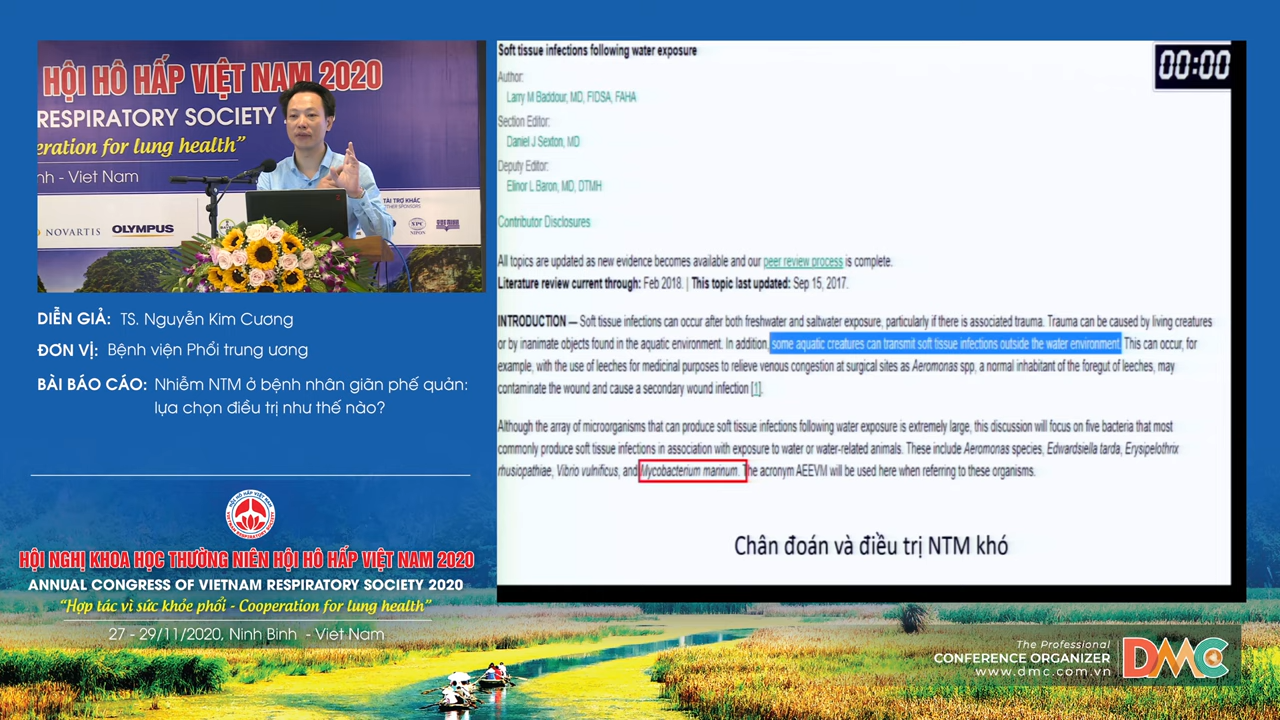 HỘI HÔ HẤP VIỆT NAM 2020
RESPIRATORY SOCIETY
eration for lung health”
nh - Viet Nam
TÀI TRỢ KHÁC
NOVARTIS
OLYMPUS
DIỄN GIẢ: TS. Nguyễn Kim Cương
ĐƠN VỊ: Bệnh viện Phổi trung ương
BÀI BÁO CÁO: Nhiễm NTM ở bệnh nhân giãn phế quản:
lựa chọn điều trị như thế nào?
HỘI HÔ HẤP VIỆT NAM
VIETNAM RESPIRATORY SOCIETY
HỘI NGHỊ KHOA HỌC THƯỜNG NIÊN HỘI HÔ HẤP VIỆT NAM 2020
ANNUAL CONGRESS OF VIETNAM RESPIRATORY SOCIETY 2020
“Hợp tác vì sức khỏe phổi - Cooperation for lung health”
27 - 29/11/2020, Ninh Bình - Việt Nam
Soft tissue infections following water exposure
00:00
Author:
Larry M Baddour, MD, FIDSA, FAHA
Section Editor:
Daniel J Sexton, MD
Deputy Editor:
Elinor L Baron, MD, DTMH
Contributor Disclosures
All topics are updated as new evidence becomes available and our peer review process is complete.
Literature review current through: Feb 2018. | This topic last updated: Sep 15, 2017.
INTRODUCTION — Soft tissue infections can occur after both freshwater and saltwater exposure, particularly if there is associated trauma. Trauma can be caused by living creatures
or by inanimate objects found in the aquatic environment. In addition, some aquatic creatures can transmit soft tissue infections outside the water environment. This can occur, for
example, with the use of leeches for medicinal purposes to relieve venous congestion at surgical sites as Aeromonas spp, a normal inhabitant of the foregut of leeches, may
contaminate the wound and cause a secondary wound infection [1].
Although the array of microorganisms that can produce soft tissue infections following water exposure is extremely large, this discussion will focus on five bacteria that most
commonly produce soft tissue infections in association with exposure to water or water-related animals. These include Aeromonas species, Edwardsiella tarda, Erysipelothrix
rhusiopathiae, Vibrio vulnificus, and Mycobacterium marinum. The acronym AEEVM will be used here when referring to these organisms.
Chân đoán và điều trị NTM khó
The Professional
CONFERENCE ORGANIZER
www.dmc.com.vn
DMC